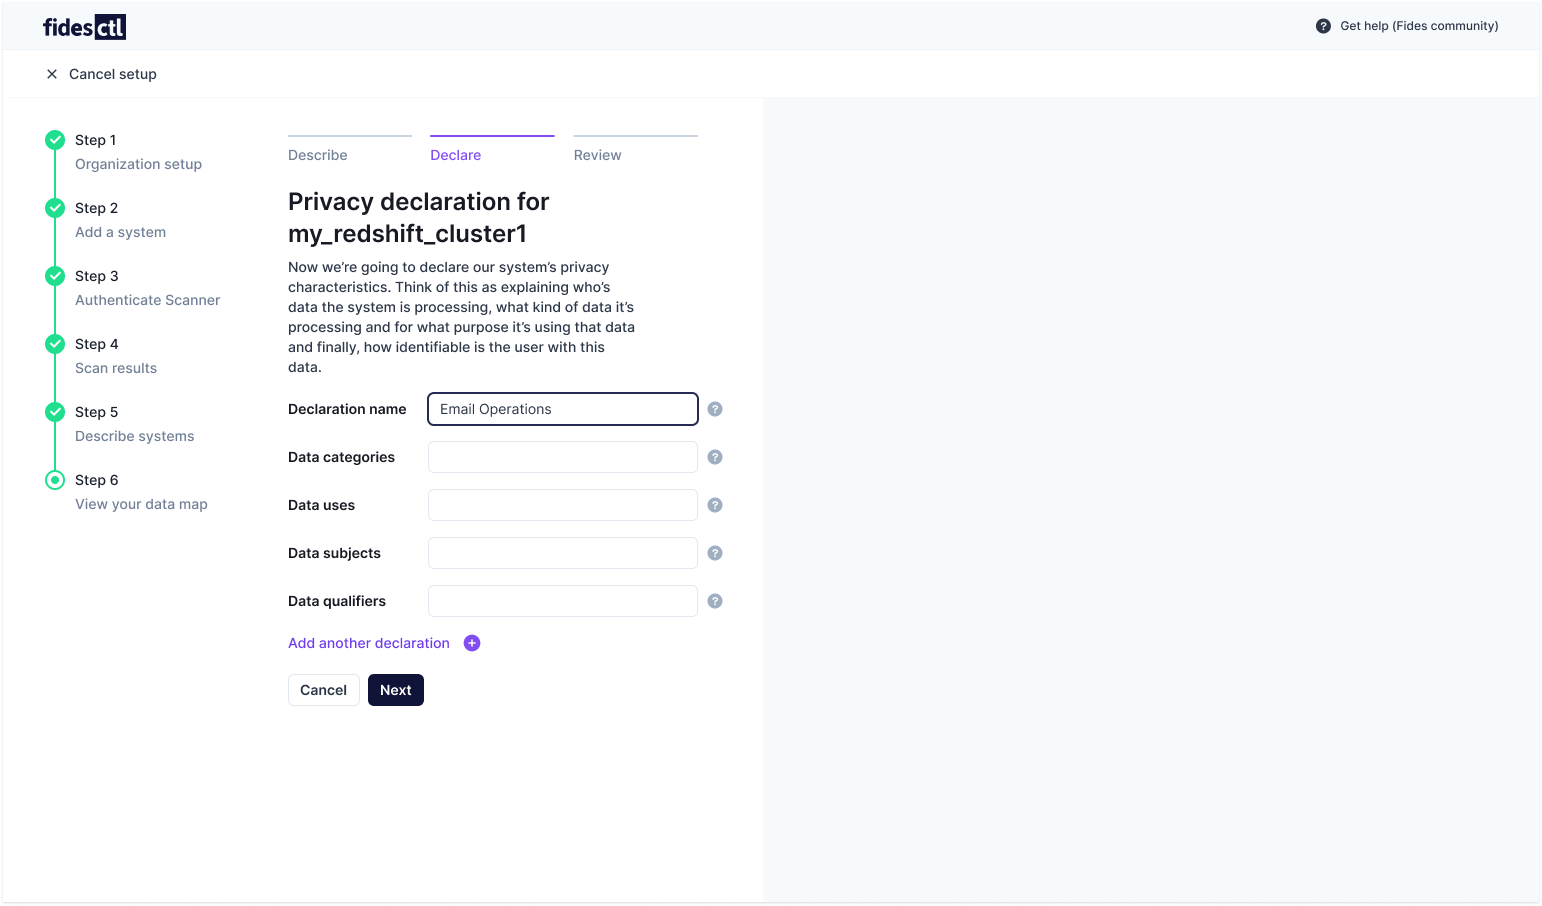 fidesctl
Get help (Fides community)
Cancel setup
Step 1
Organization setup
Step 2
Add a system
Step 3
Authenticate Scanner
Step 4
Scan results
Step 5
Describe systems
Step 6
View your data map
Describe
Declare
Review
Privacy declaration for
my_redshift_cluster1
Now we’re going to declare our system’s privacy
characteristics. Think of this as explaining who’s
data the system is processing, what kind of data it’s
processing and for what purpose it’s using that data
and finally, how identifiable is the user with this
data.
Declaration name
Email Operations
Data categories
Data uses
Data subjects
Data qualifiers
Add another declaration
Cancel
Next